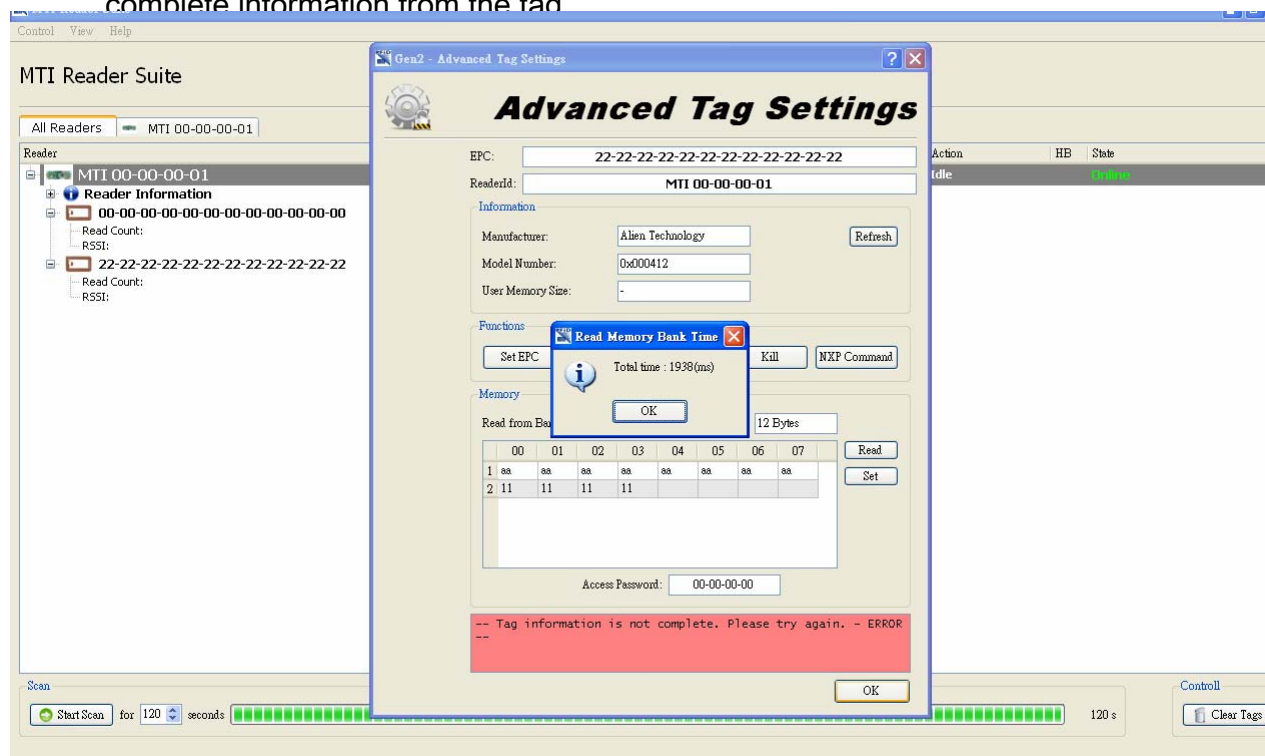 complete information from the tag
Control View Help
MTI Reader Suite
All Readers MTI 00-00-00-01
Reader
MTI 00-00-00-01
Reader Information
00-00-00-00-00-00-00-00-00-00-00-00
Read Count:
RSSI:
22-22-22-22-22-22-22-22-22-22-22-22
Read Count:
RSSI:
Action HB State
Idle Online
Gen2 - Advanced Tag Settings
Advanced Tag Settings
EPC: 22-22-22-22-22-22-22-22-22-22-22-22
ReaderId: MTI 00-00-00-01
Information
Manufacturer: Alien Technology Refresh
Model Number: 0x000412
User Memory Size: -
Functions
Set EPC Kill NXP Command
Read Memory Bank Time
Total time : 1938(ms)
OK
Memory
Read from 12 Bytes
00 01 02 03 04 05 06 07 Read
1 aa aa aa aa aa aa aa aa Set
2 11 11 11 11
Access Password: 00-00-00-00
-- Tag information is not complete. Please try again. - ERROR
--
OK
Scan
Start Scan for 120 seconds 120 s
Controll
Clear Tags